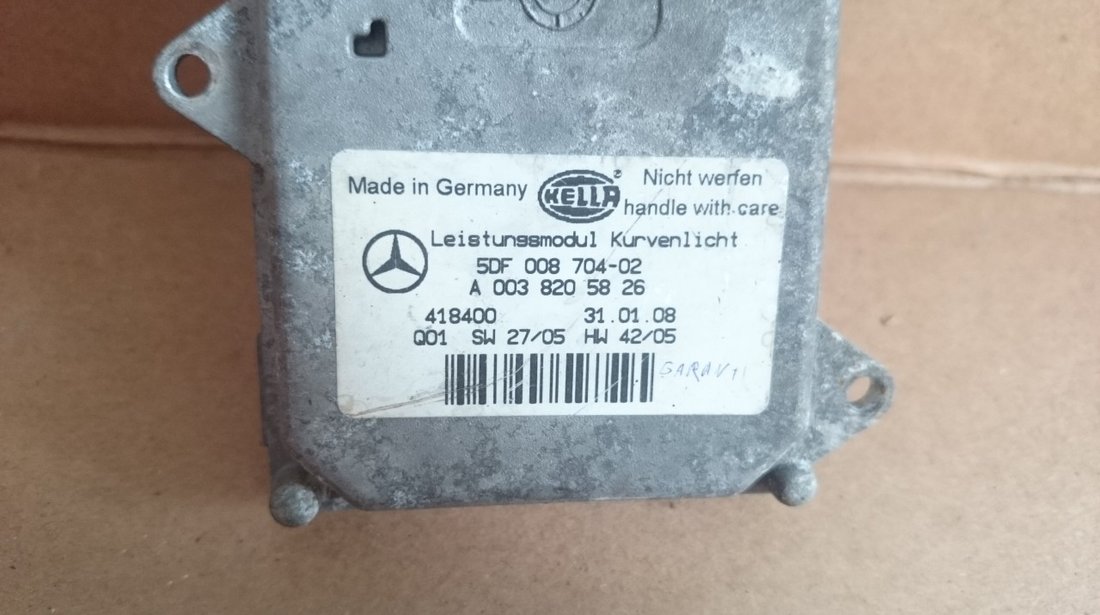 Made in Germany HELLA Nicht werfen
handle with care
Leistungsmodul Kurvenlicht
5DF 008 704-02
A 003 820 58 26
418400 31.01.08
Q01 SW 27/05 HW 42/05